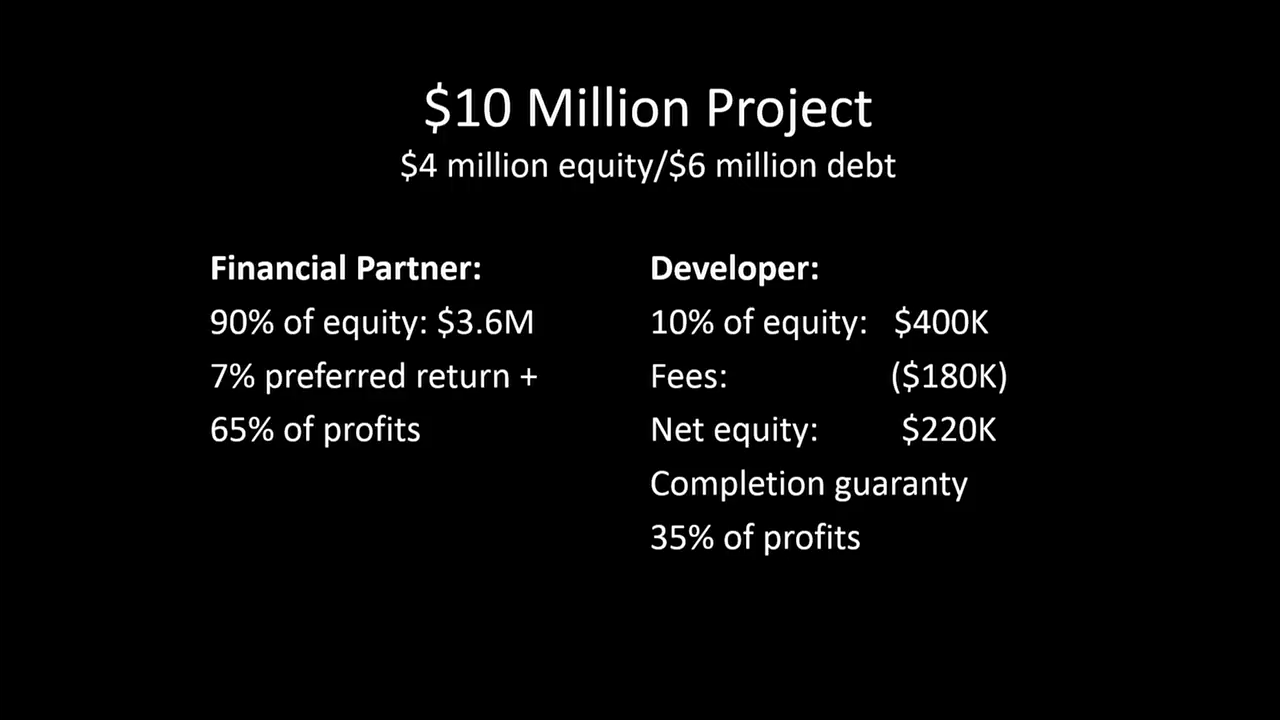 $10 Million Project
$4 million equity/$6 million debt
Financial Partner:
90% of equity: $3.6M
7% preferred return +
65% of profits
Developer:
10% of equity: $400K
Fees: ($180K)
Net equity: $220K
Completion guaranty
35% of profits